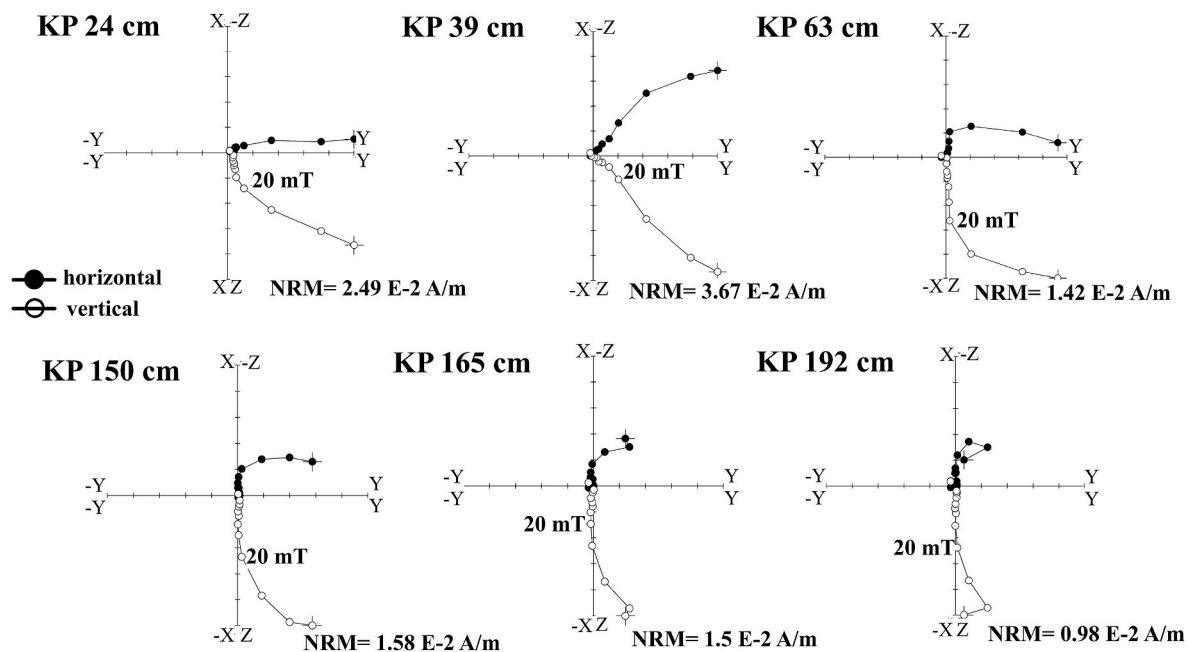 KP 24 cm
X -Z
-Y Y
-Y Y
20 mT
X Z
NRM= 2.49 E-2 A/m
KP 39 cm
X -Z
-Y Y
-Y Y
20 mT
-X Z
NRM= 3.67 E-2 A/m
KP 63 cm
X -Z
-Y Y
-Y Y
20 mT
-X Z
NRM= 1.42 E-2 A/m
horizontal
vertical
KP 150 cm
X -Z
-Y Y
-Y Y
20 mT
-X Z
NRM= 1.58 E-2 A/m
KP 165 cm
X -Z
-Y Y
-Y Y
20 mT
-X Z
NRM= 1.5 E-2 A/m
KP 192 cm
X -Z
-Y Y
-Y Y
20 mT
-X Z
NRM= 0.98 E-2 A/m